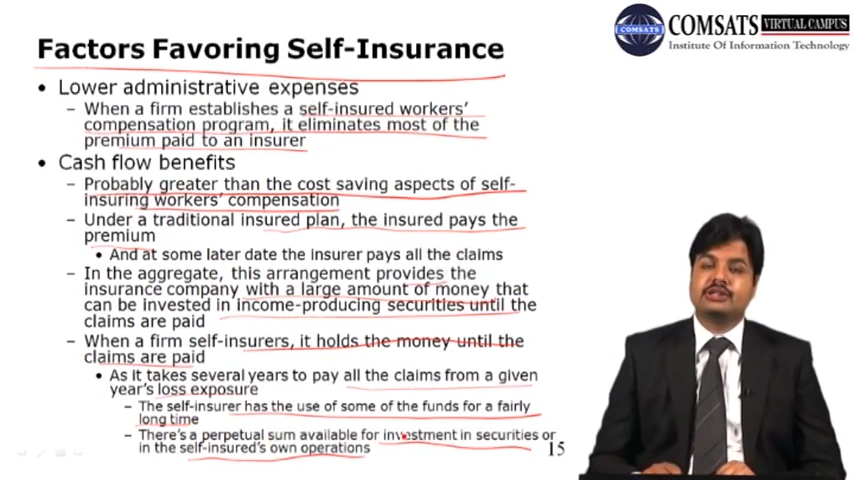 Factors Favoring Self-Insurance
COMSATS VIRTUAL CAMPUS
COMSATS
Institute Of Information Technology
• Lower administrative expenses
– When a firm establishes a self-insured workers'
compensation program, it eliminates most of the
premium paid to an insurer
• Cash flow benefits
– Probably greater than the cost saving aspects of self-
insuring workers' compensation
– Under a traditional insured plan, the insured pays the
premium
• And at some later date the insurer pays all the claims
– In the aggregate, this arrangement provides the
insurance company with a large amount of money that
can be invested in income-producing securities until the
claims are paid
– When a firm self-insurers, it holds the money until the
claims are paid
• As it takes several years to pay all the claims from a given
year's loss exposure
– The self-insurer has the use of some of the funds for a fairly
long time
– There's a perpetual sum available for investment in securities or
in the self-insured's own operations
15